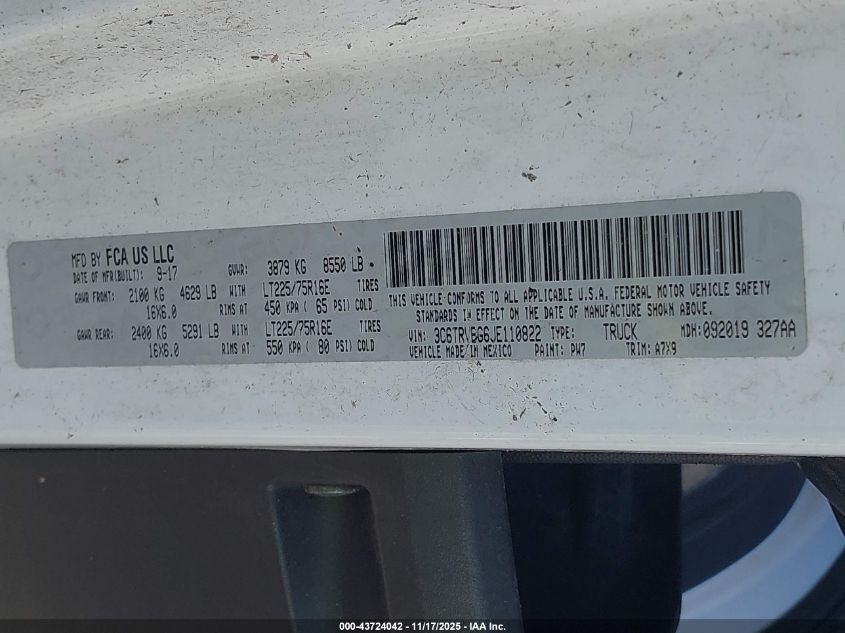 MFD BY FCA US LLC
DATE OF MFR(BUILT): 9-17
GVWR: 3879 KG 8550 LB
GAWR FRONT: 2100 KG 4629 LB WITH LT225/75R16E TIRES
16X6.0 RIMS AT 450 KPA ( 65 PSI) COLD
GAWR REAR: 2400 KG 5291 LB WITH LT225/75R16E TIRES
16X6.0 RIMS AT 550 KPA ( 80 PSI) COLD
THIS VEHICLE CONFORMS TO ALL APPLICABLE U.S.A. FEDERAL MOTOR VEHICLE SAFETY
STANDARDS IN EFFECT ON THE DATE OF MANUFACTURE SHOWN ABOVE.
VIN: 3C6TRVBG6JE110822 TYPE: TRUCK MDH: 092019 327AA
VEHICLE MADE IN MEXICO PAINT: PW7 TRIM: A7X9
000-43724042 - 11/17/2025 - IAA Inc.